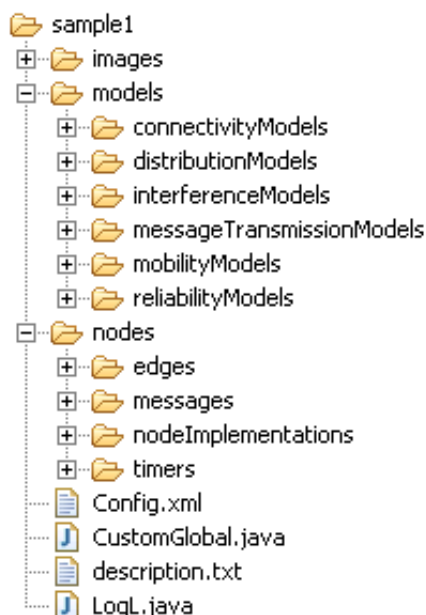 sample1
images
models
connectivityModels
distributionModels
interferenceModels
messageTransmissionModels
mobilityModels
reliabilityModels
nodes
edges
messages
nodeImplementations
timers
Config.xml
CustomGlobal.java
description.txt
LogL.java